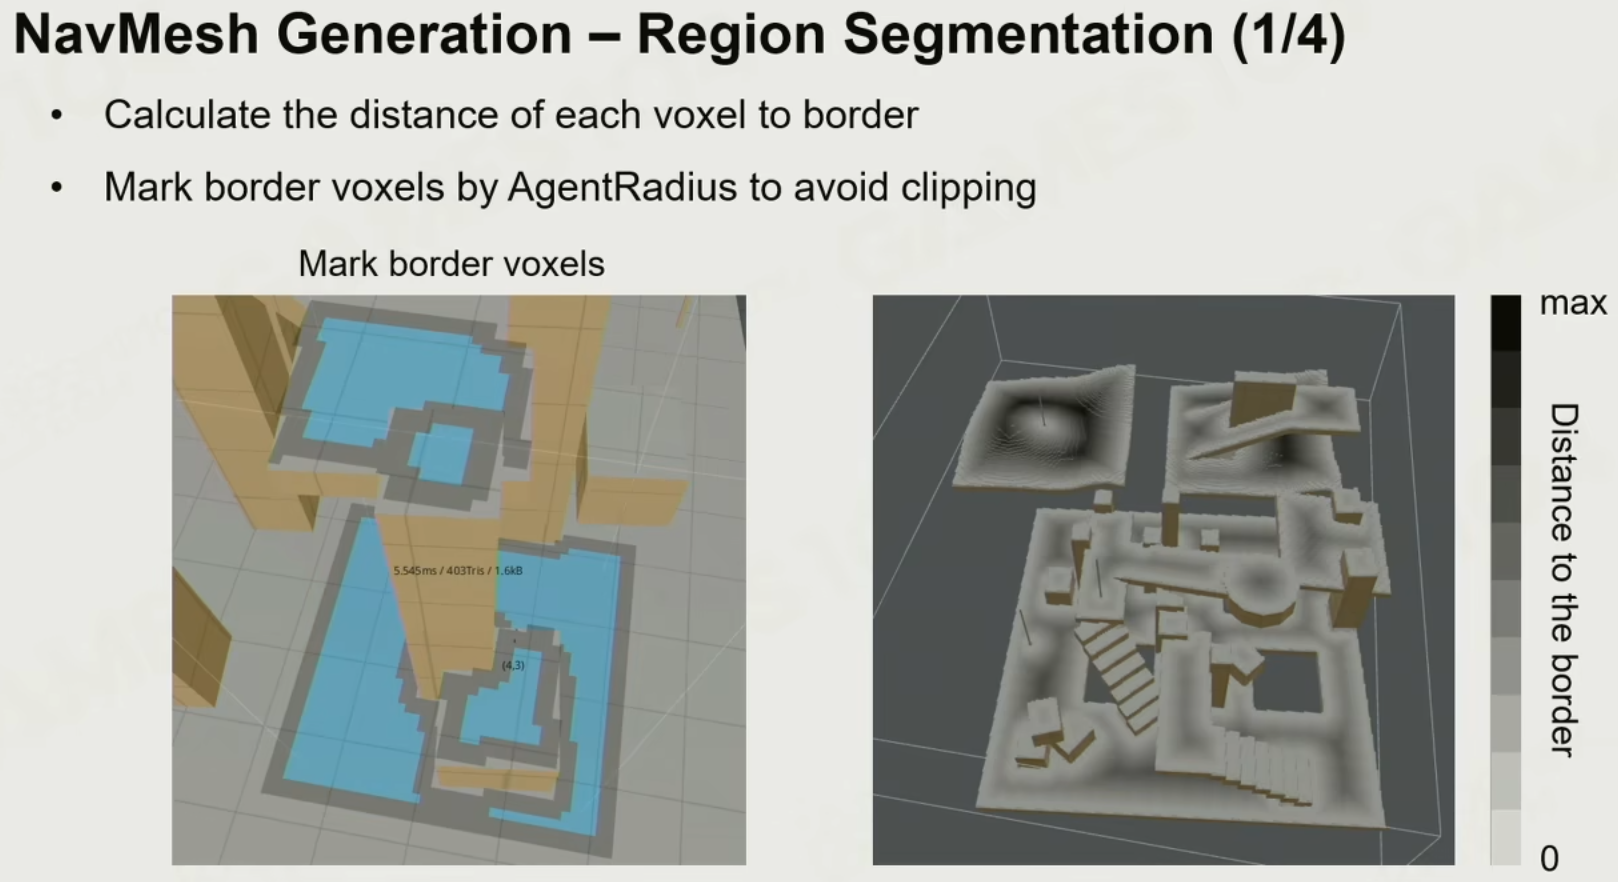 NavMesh Generation – Region Segmentation (1/4)
• Calculate the distance of each voxel to border
• Mark border voxels by AgentRadius to avoid clipping
Mark border voxels
5.545ms / 403Tris / 1.6kB
(4,3)
max
Distance to the border
0